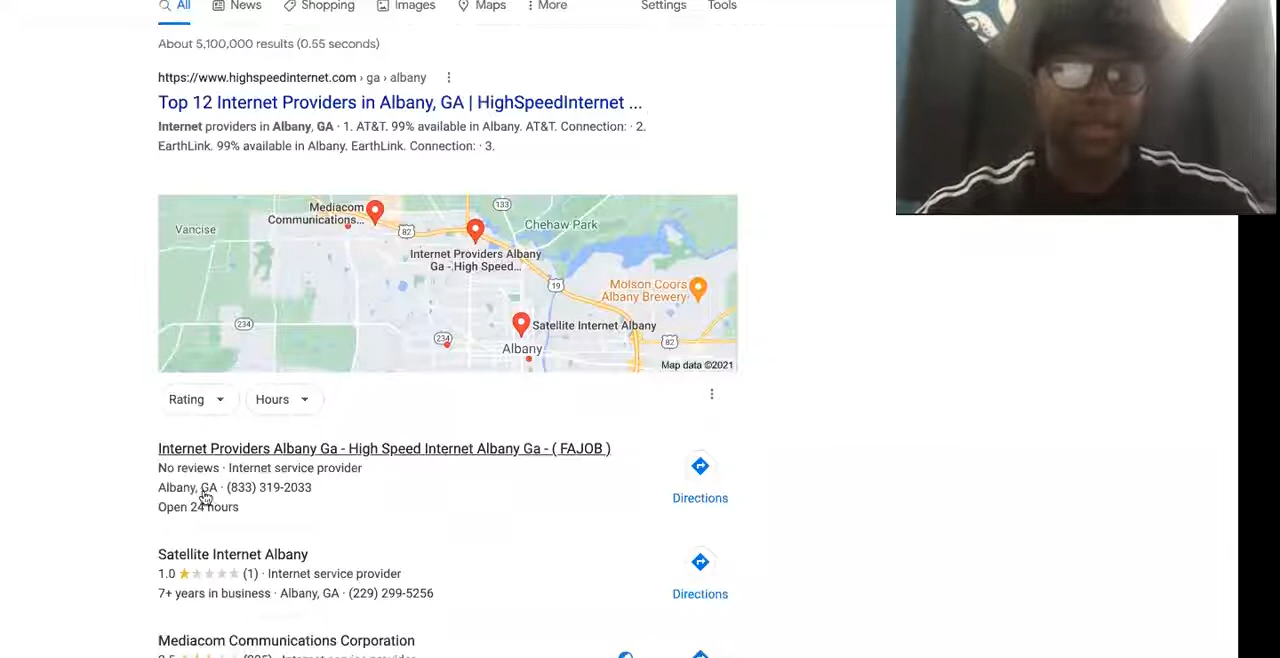 All News Shopping Images Maps More Settings Tools
About 5,100,000 results (0.55 seconds)
https://www.highspeedinternet.com › ga › albany
Top 12 Internet Providers in Albany, GA | HighSpeedInternet ...
Internet providers in Albany, GA · 1. AT&T. 99% available in Albany. AT&T. Connection: · 2.
EarthLink. 99% available in Albany. EarthLink. Connection: · 3.
Mediacom
Communications...
133
Vancise
82
Chehaw Park
Internet Providers Albany
Ga - High Speed...
19
Molson Coors
Albany Brewery
234
Satellite Internet Albany
234
82
Albany
Map data ©2021
Rating Hours
Internet Providers Albany Ga - High Speed Internet Albany Ga - ( FAJOB )
No reviews · Internet service provider
Albany, GA · (833) 319-2033
Open 24 hours
Directions
Satellite Internet Albany
1.0 (1) · Internet service provider
7+ years in business · Albany, GA · (229) 299-5256
Directions
Mediacom Communications Corporation
Internet service provider